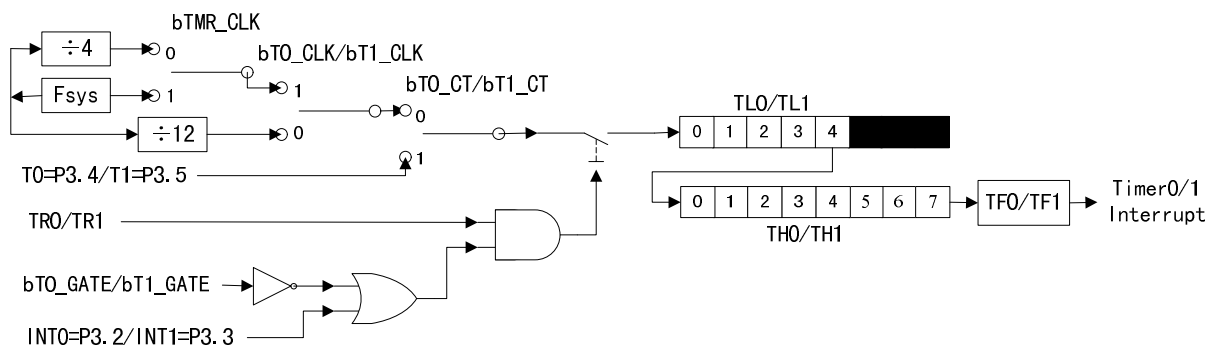 bTMR_CLK
÷4
0
bT0_CLK/bT1_CLK
Fsys
1
1
bT0_CT/bT1_CT
0
÷12
0
1
T0=P3.4/T1=P3.5
TL0/TL1
0 1 2 3 4
0 1 2 3 4 5 6 7
TH0/TH1
TF0/TF1
Timer0/1
Interrupt
TR0/TR1
bT0_GATE/bT1_GATE
INT0=P3.2/INT1=P3.3